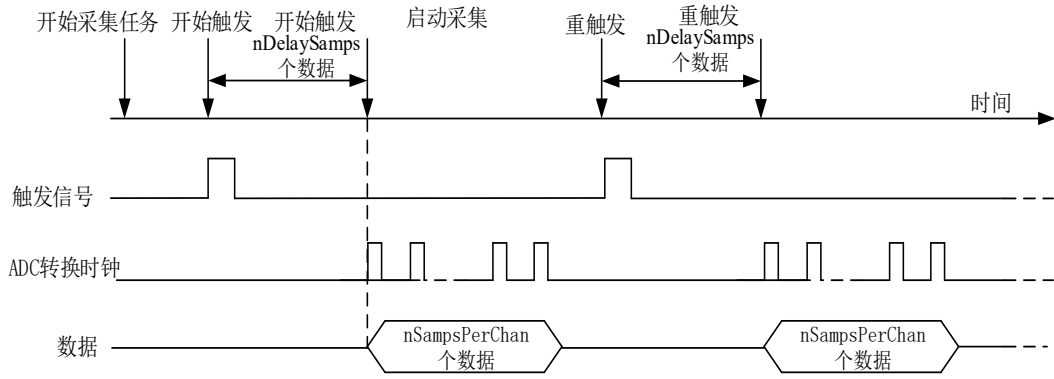 开始采集任务 开始触发 开始触发 启动采集 重触发 重触发
nDelaySamps nDelaySamps
个数据 个数据
时间
触发信号
ADC转换时钟
数据
nSampsPerChan nSampsPerChan
个数据 个数据